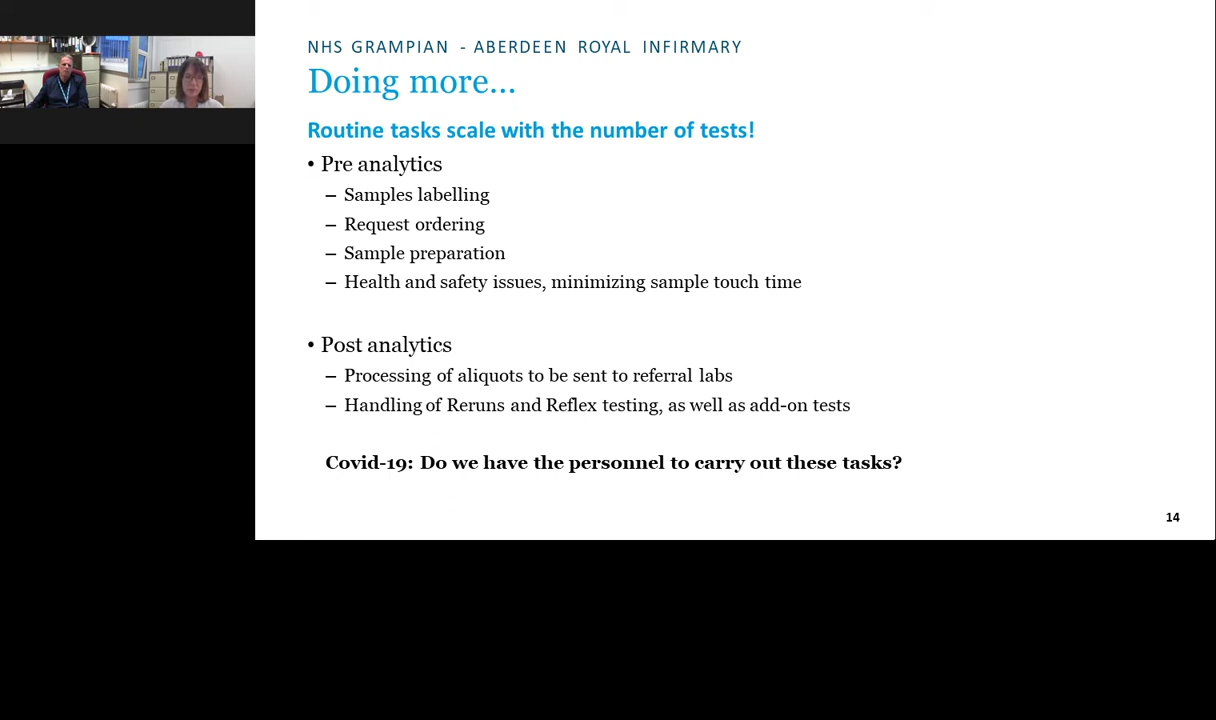 NHS GRAMPIAN - ABERDEEN ROYAL INFIRMARY
Doing more...
Routine tasks scale with the number of tests!
• Pre analytics
– Samples labelling
– Request ordering
– Sample preparation
– Health and safety issues, minimizing sample touch time
• Post analytics
– Processing of aliquots to be sent to referral labs
– Handling of Reruns and Reflex testing, as well as add-on tests
Covid-19: Do we have the personnel to carry out these tasks?
14